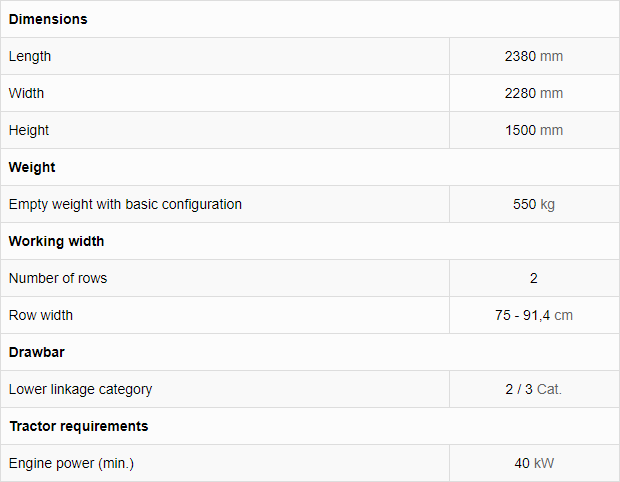 Dimensions
Length 2380 mm
Width 2280 mm
Height 1500 mm
Weight
Empty weight with basic configuration 550 kg
Working width
Number of rows 2
Row width 75 - 91,4 cm
Drawbar
Lower linkage category 2 / 3 Cat.
Tractor requirements
Engine power (min.) 40 kW